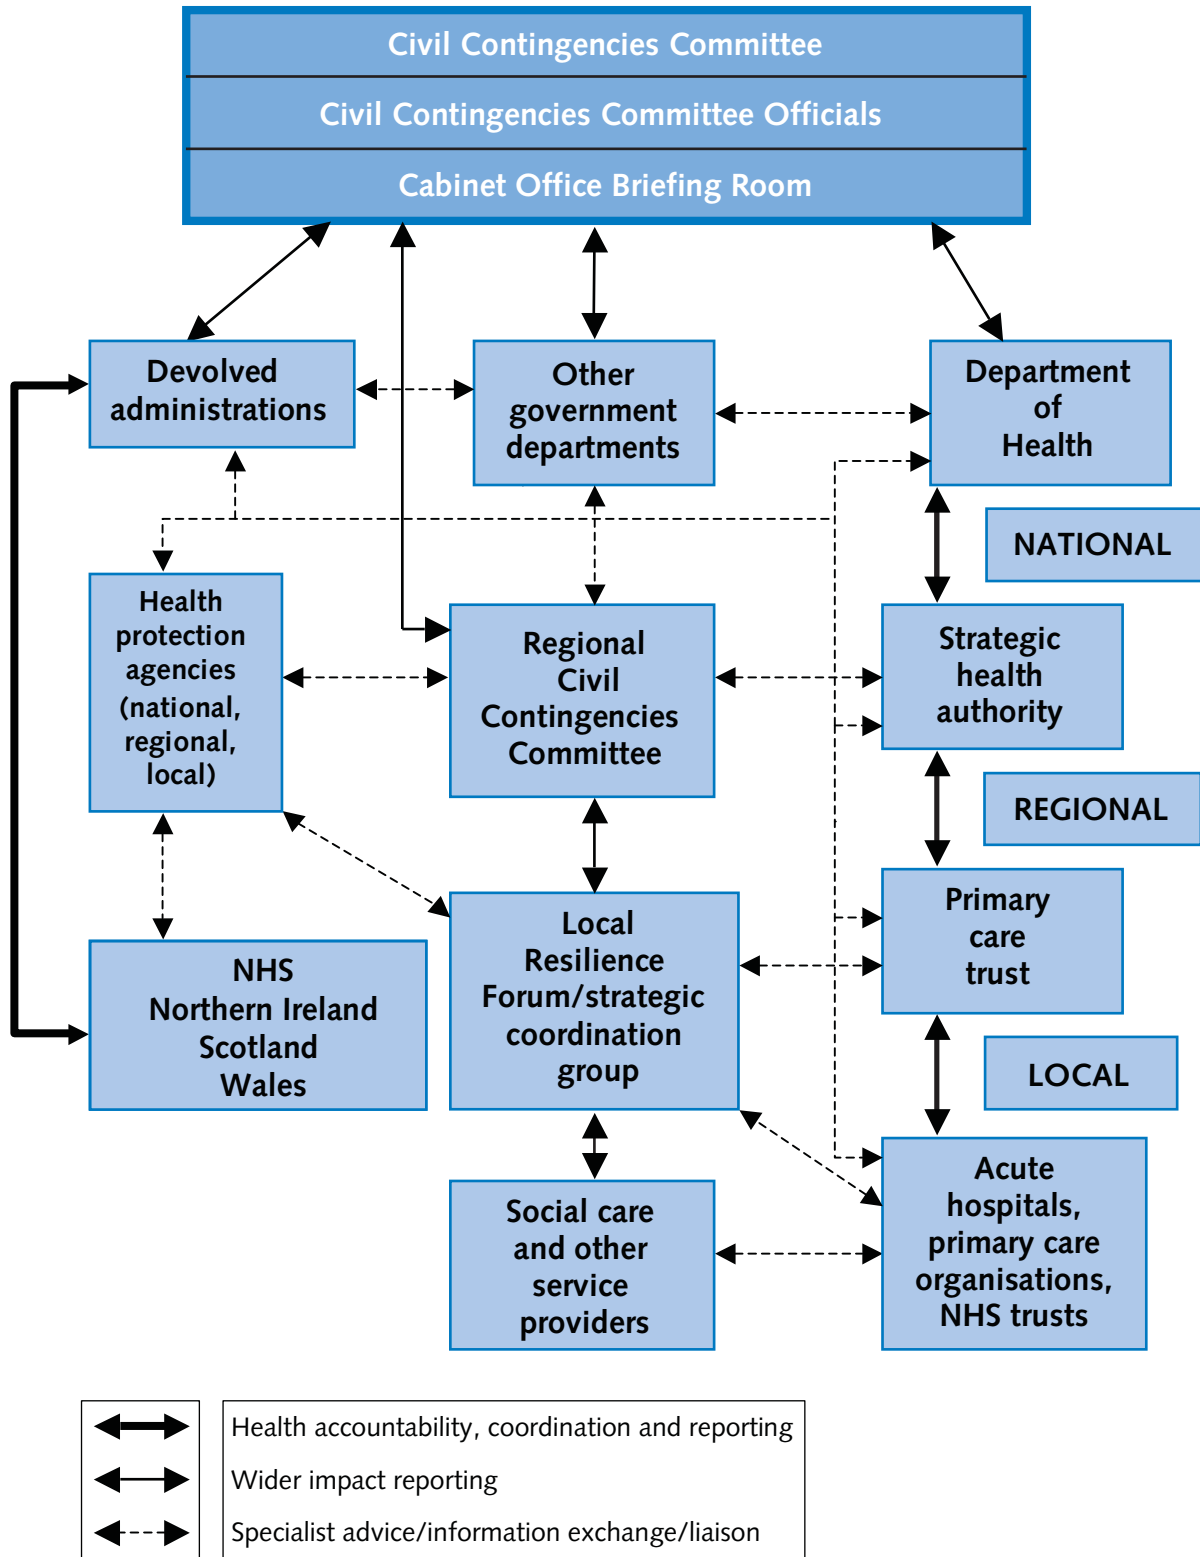 Civil Contingencies Committee
Civil Contingencies Committee Officials
Cabinet Office Briefing Room
Devolved
administrations
Other
government
departments
Department
of
Health
NATIONAL
Health
protection
agencies
(national,
regional,
local)
Regional
Civil
Contingencies
Committee
Strategic
health
authority
REGIONAL
NHS
Northern Ireland
Scotland
Wales
Local
Resilience
Forum/strategic
coordination
group
Primary
care
trust
LOCAL
Social care
and other
service
providers
Acute
hospitals,
primary care
organisations,
NHS trusts
Health accountability, coordination and reporting
Wider impact reporting
Specialist advice/information exchange/liaison